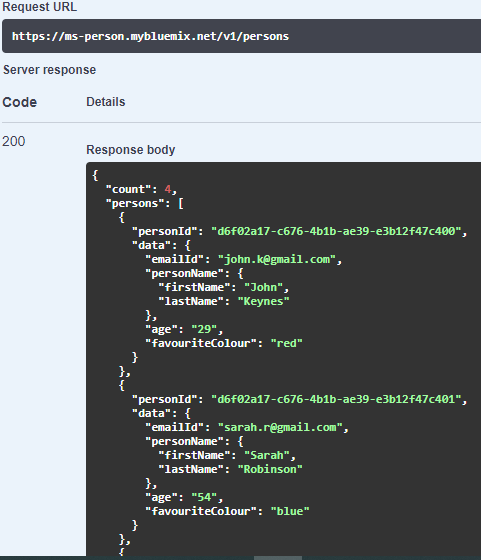 Request URL
https://ms-person.mybluemix.net/v1/persons
Server response
Code Details
200
Response body
{
"count": 4,
"persons": [
{
"personId": "d6f02a17-c676-4b1b-ae39-e3b12f47c400",
"data": {
"emailId": "john.k@gmail.com",
"personName": {
"firstName": "John",
"lastName": "Keynes"
},
"age": "29",
"favouriteColour": "red"
}
},
{
"personId": "d6f02a17-c676-4b1b-ae39-e3b12f47c401",
"data": {
"emailId": "sarah.r@gmail.com",
"personName": {
"firstName": "Sarah",
"lastName": "Robinson"
},
"age": "54",
"favouriteColour": "blue"
}
},
{